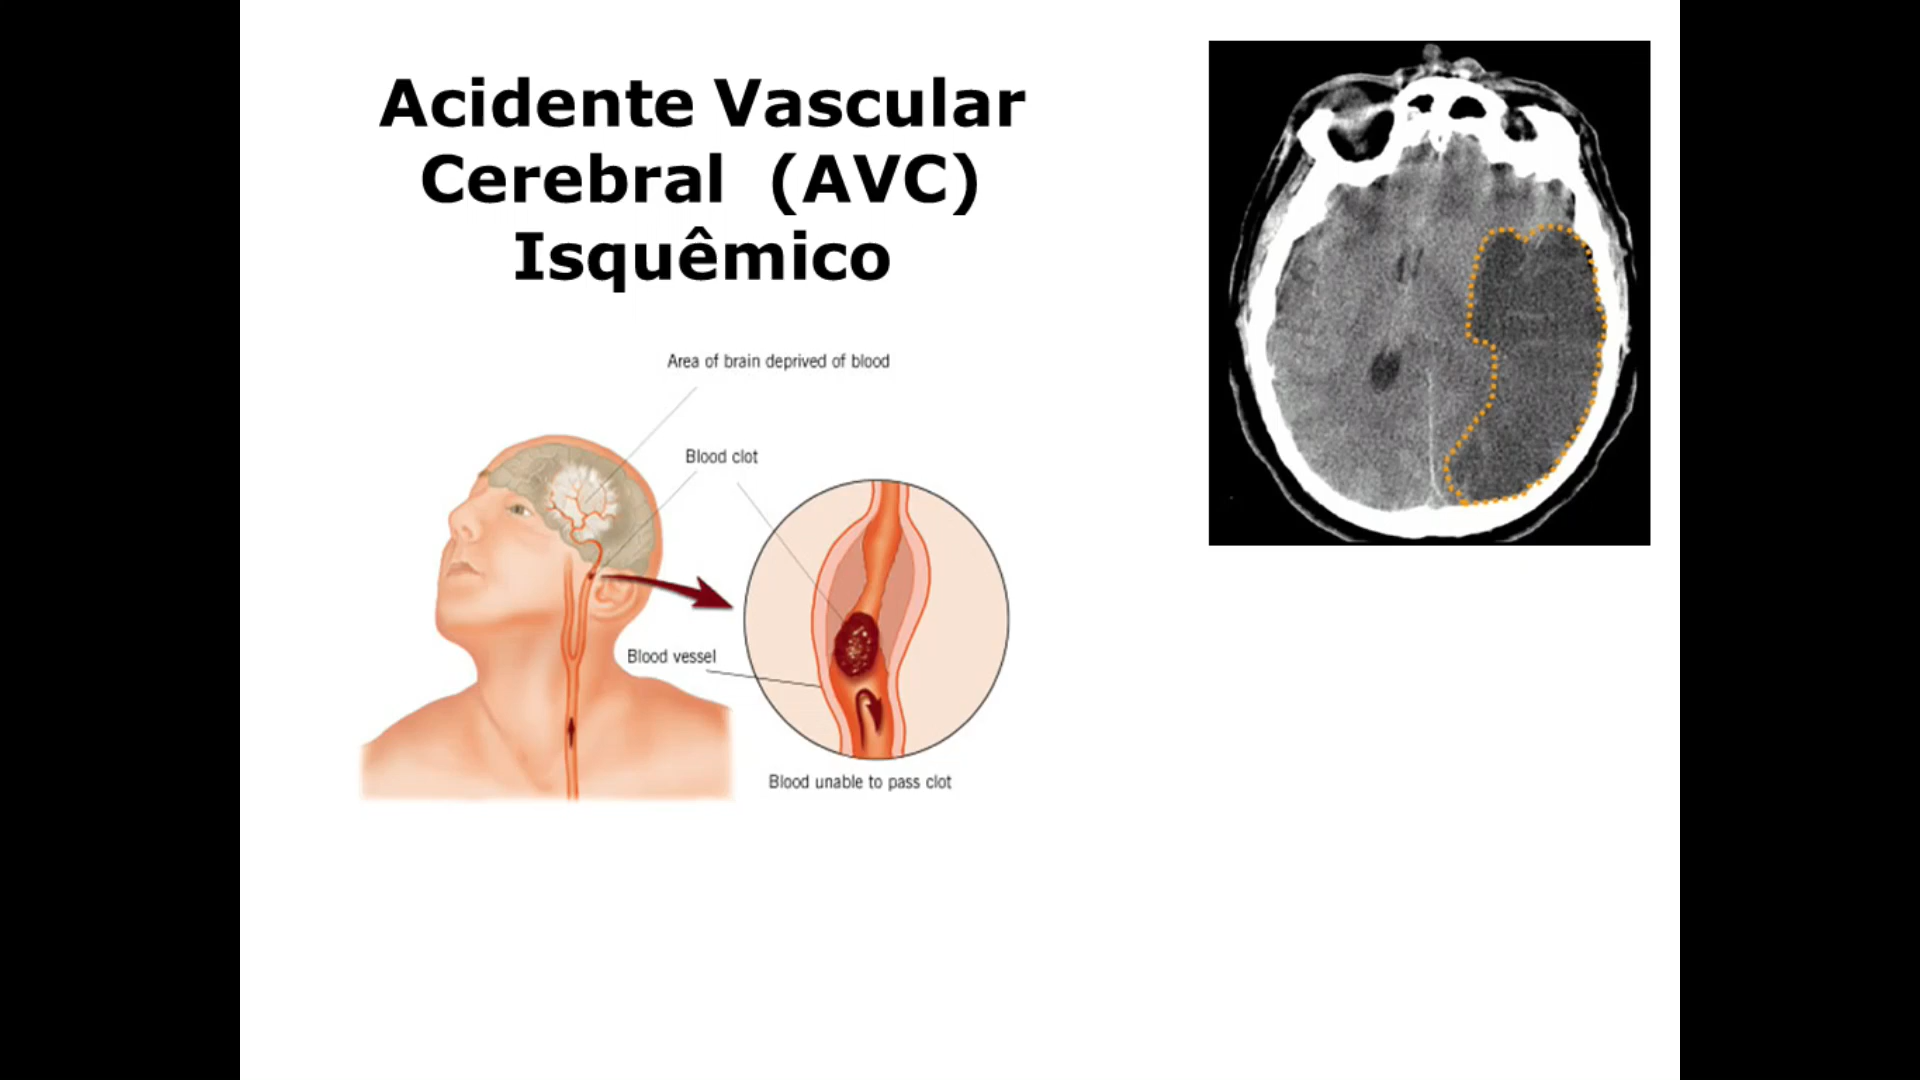 Acidente Vascular
Cerebral (AVC)
Isquêmico
Area of brain deprived of blood
Blood clot
Blood vessel
Blood unable to pass clot